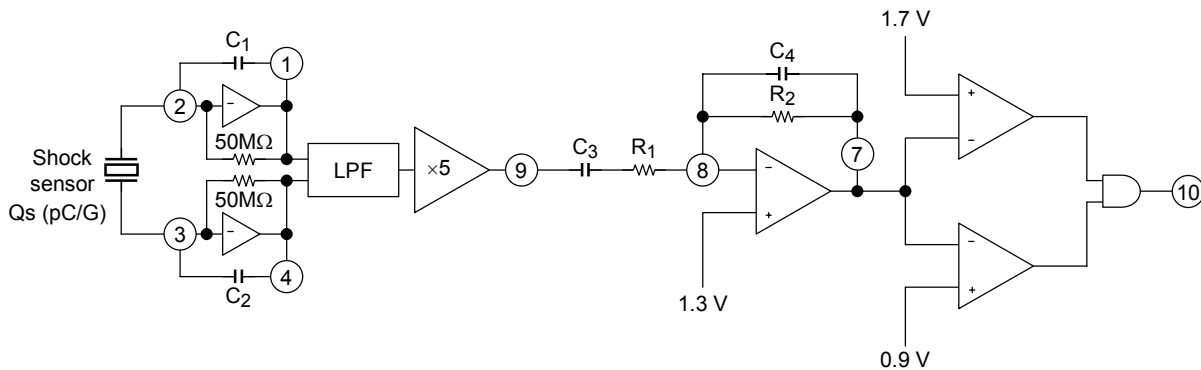 1.7 V
C1
1
C4
2
-
R2
+
50MΩ
-
7
Shock
sensor
Qs (pC/G)
LPF
×5
9
C3
R1
8
-
10
50MΩ
+
3
-
-
C2
4
+
1.3 V
0.9 V